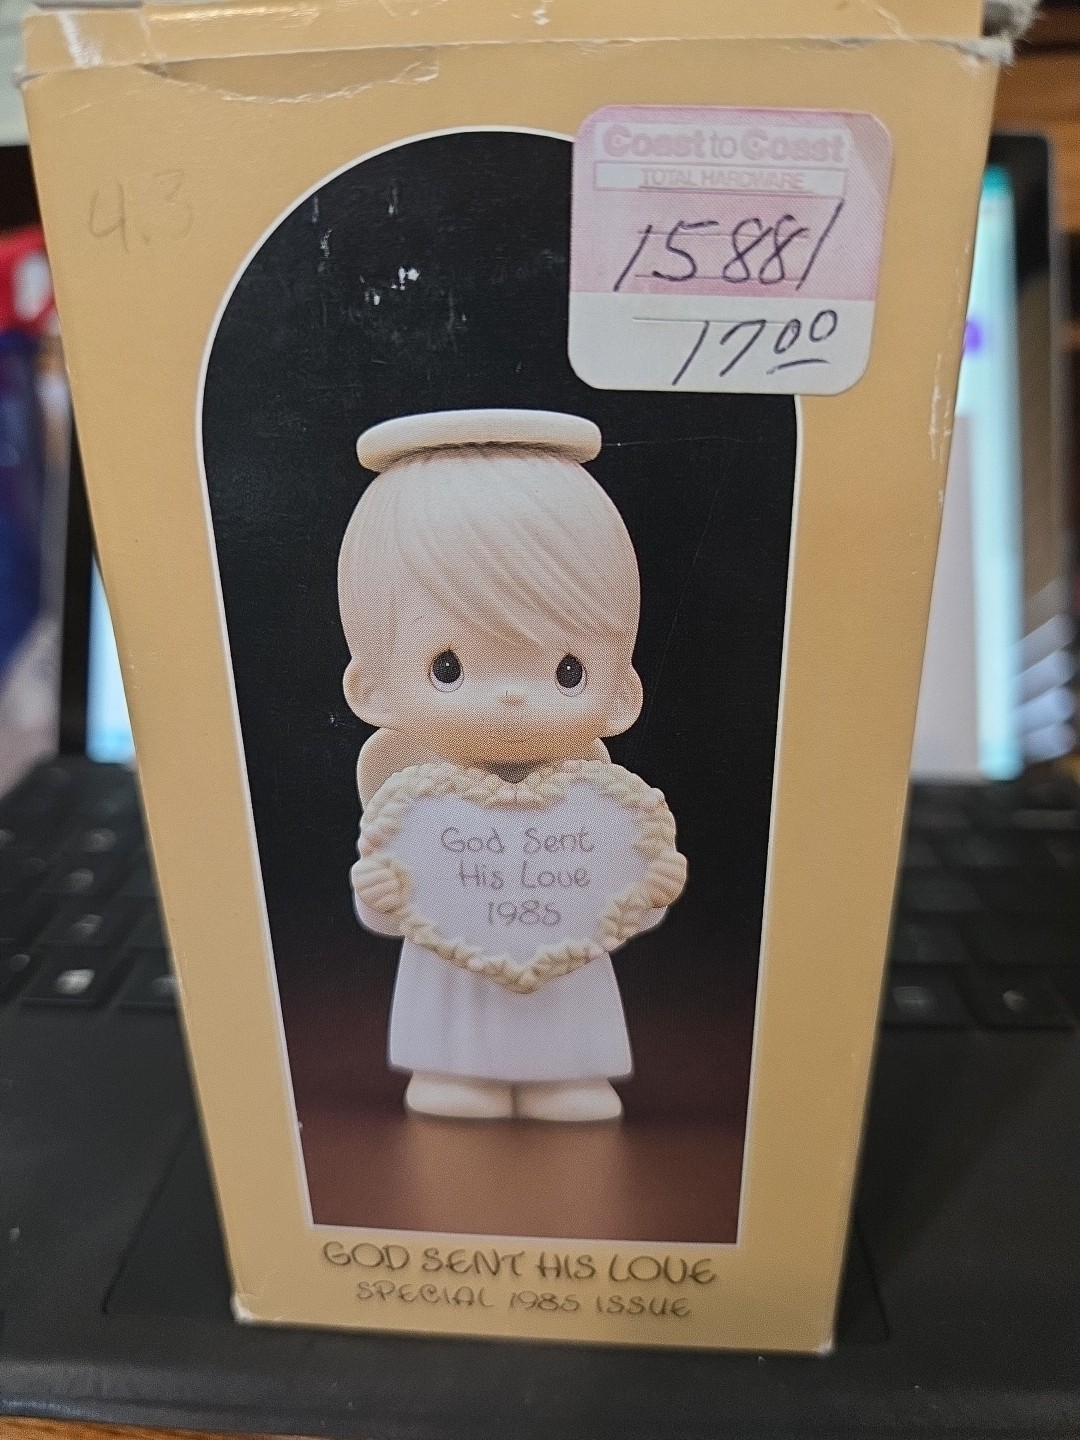 4.3
Coast to Coast
TOTAL HARDWARE
15881
17.00
God Sent
His Love
1985
GOD SENT HIS LOVE
SPECIAL 1985 ISSUE